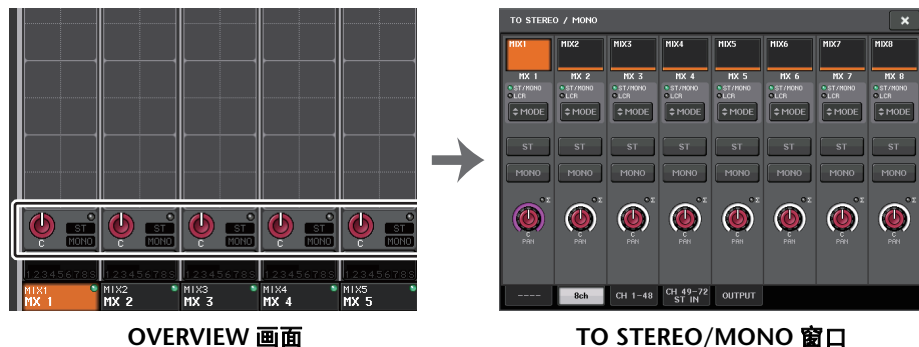 C C C C C
ST ST ST ST ST
MONO MONO MONO MONO MONO
12345678S 12345678S 12345678S 12345678S 12345678S
MIX1 MIX2 MIX3 MIX4 MIX5
MX 1 MX 2 MX 3 MX 4 MX 5
OVERVIEW 画面
TO STEREO / MONO ×
MIX1 MIX2 MIX3 MIX4 MIX5 MIX6 MIX7 MIX8
MX 1 MX 2 MX 3 MX 4 MX 5 MX 6 MX 7 MX 8
ST/MONO ST/MONO ST/MONO ST/MONO ST/MONO ST/MONO ST/MONO ST/MONO
LCR LCR LCR LCR LCR LCR LCR LCR
MODE MODE MODE MODE MODE MODE MODE MODE
ST ST ST ST ST ST ST ST
MONO MONO MONO MONO MONO MONO MONO MONO
Σ Σ Σ Σ Σ Σ Σ Σ
C C C C C C C C
PAN PAN PAN PAN PAN PAN PAN PAN
---- 8ch CH 1-48 CH 49-72 OUTPUT
ST IN
TO STEREO/MONO 窗口